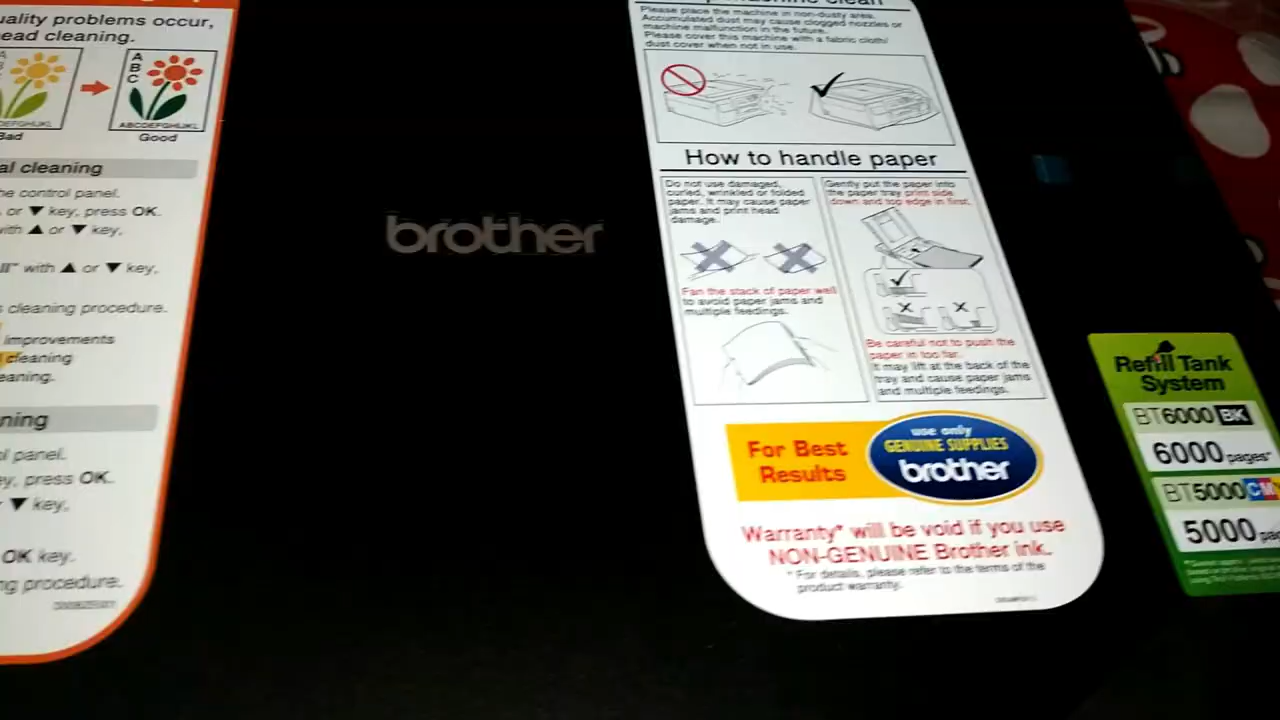 uality problems occur,
ead cleaning.
A
B
C
ABCDEFGHIJKL
Bad
Good
al cleaning
he control panel.
or ▼ key, press OK.
with ▲ or ▼ key.
ll" with ▲ or ▼ key,
s cleaning procedure.
improvements
cleaning
eaning.
ning
ol panel.
ey, press OK.
▼ key,
OK key.
ng procedure.
brother
machine clean
Please place the machine in non-dusty area.
Accumulated dust may cause clogged nozzles or
machine malfunction in the future.
Please cover this machine with a fabric cloth/
dust cover when not in use.
How to handle paper
Do not use damaged,
curled, wrinkled or folded
paper. It may cause paper
jams and print head
damage.
Fan the stack of paper well
to avoid paper jams and
multiple feedings.
Gently put the paper into
the paper tray print side
down and top edge in first.
Be careful not to push the
paper in too far.
It may lift at the back of the
tray and cause paper jams
and multiple feedings.
For Best
Results
use only
GENUINE SUPPLIES
brother
Warranty* will be void if you use
NON-GENUINE Brother ink.
* For details, please refer to the terms of the
product warranty.
Refill Tank
System
BT6000 BK
6000 pages*
BT5000 C M Y
5000 pag